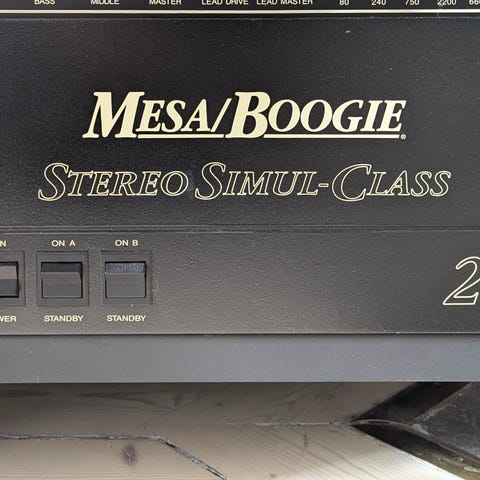 BASS MIDDLE MASTER LEAD DRIVE LEAD MASTER 80 240 750 2200
MESA/BOOGIE®
STEREO SIMUL-CLASS
ON A ON B
2
STANDBY STANDBY